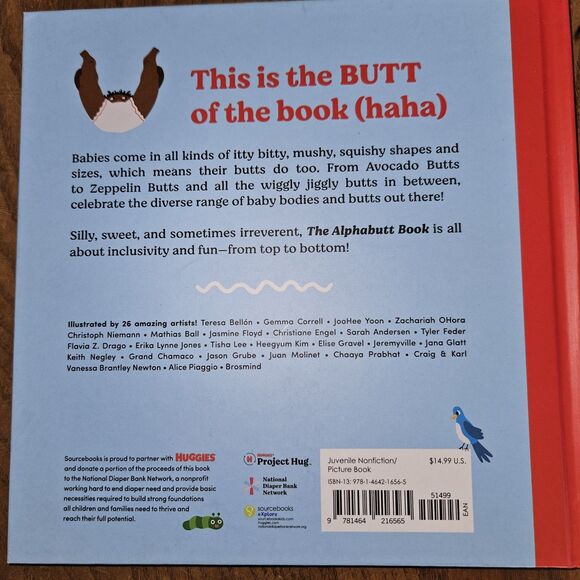 This is the BUTT
of the book (haha)
Babies come in all kinds of itty bitty, mushy, squishy shapes and
sizes, which means their butts do too. From Avocado Butts
to Zeppelin Butts and all the wiggly jiggly butts in between,
celebrate the diverse range of baby bodies and butts out there!
Silly, sweet, and sometimes irreverent, The Alphabutt Book is all
about inclusivity and fun—from top to bottom!
Illustrated by 26 amazing artists! Teresa Bellón • Gemma Correll • JooHee Yoon • Zachariah OHora
Christoph Niemann • Mathias Ball • Jasmine Floyd • Christiane Engel • Sarah Andersen • Tyler Feder
Flavia Z. Drago • Erika Lynne Jones • Tisha Lee • Heegyum Kim • Elise Gravel • Jeremyville • Jana Glatt
Keith Negley • Grand Chamaco • Jason Grube • Juan Molinet • Chaaya Prabhat • Craig & Karl
Vanessa Brantley Newton • Alice Piaggio • Brosmind
Sourcebooks is proud to partner with HUGGIES
and donate a portion of the proceeds of this book
to the National Diaper Bank Network, a nonprofit
working hard to end diaper need and provide basic
necessities required to build strong foundations
all children and families need to thrive and
reach their full potential.
HUGGIES
Project Hug
National
Diaper Bank
Network
sourcebooks
eXplore
sourcebookskids.com
huggies.com
nationaldiaperbanknetwork.org
Juvenile Nonfiction/
Picture Book
$14.99 U.S.
ISBN-13: 978-1-4642-1656-5
51499
9 781464 216565
EAN